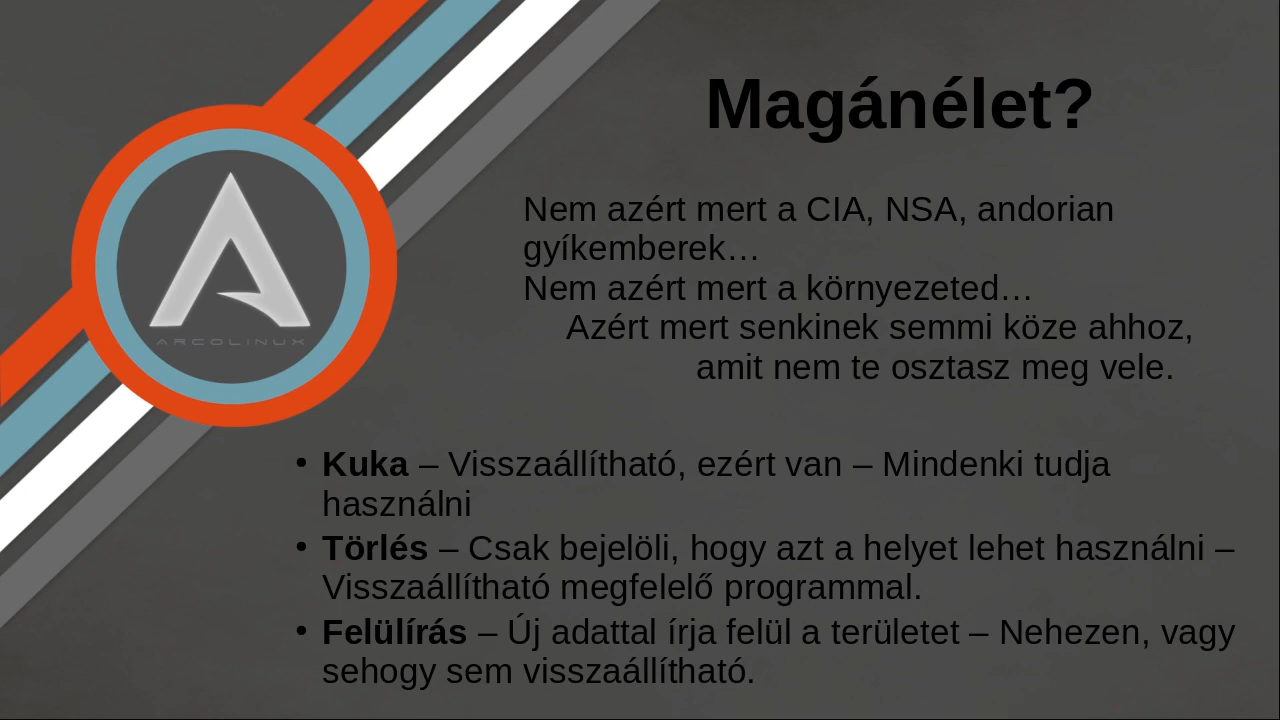 Magánélet?
Nem azért mert a CIA, NSA, andorian
gyíkemberek…
Nem azért mert a környezeted…
Azért mert senkinek semmi köze ahhoz,
amit nem te osztasz meg vele.
ARCOLINUX
• Kuka – Visszaállítható, ezért van – Mindenki tudja
használni
• Törlés – Csak bejelöli, hogy azt a helyet lehet használni –
Visszaállítható megfelelő programmal.
• Felülírás – Új adattal írja felül a területet – Nehezen, vagy
sehogy sem visszaállítható.